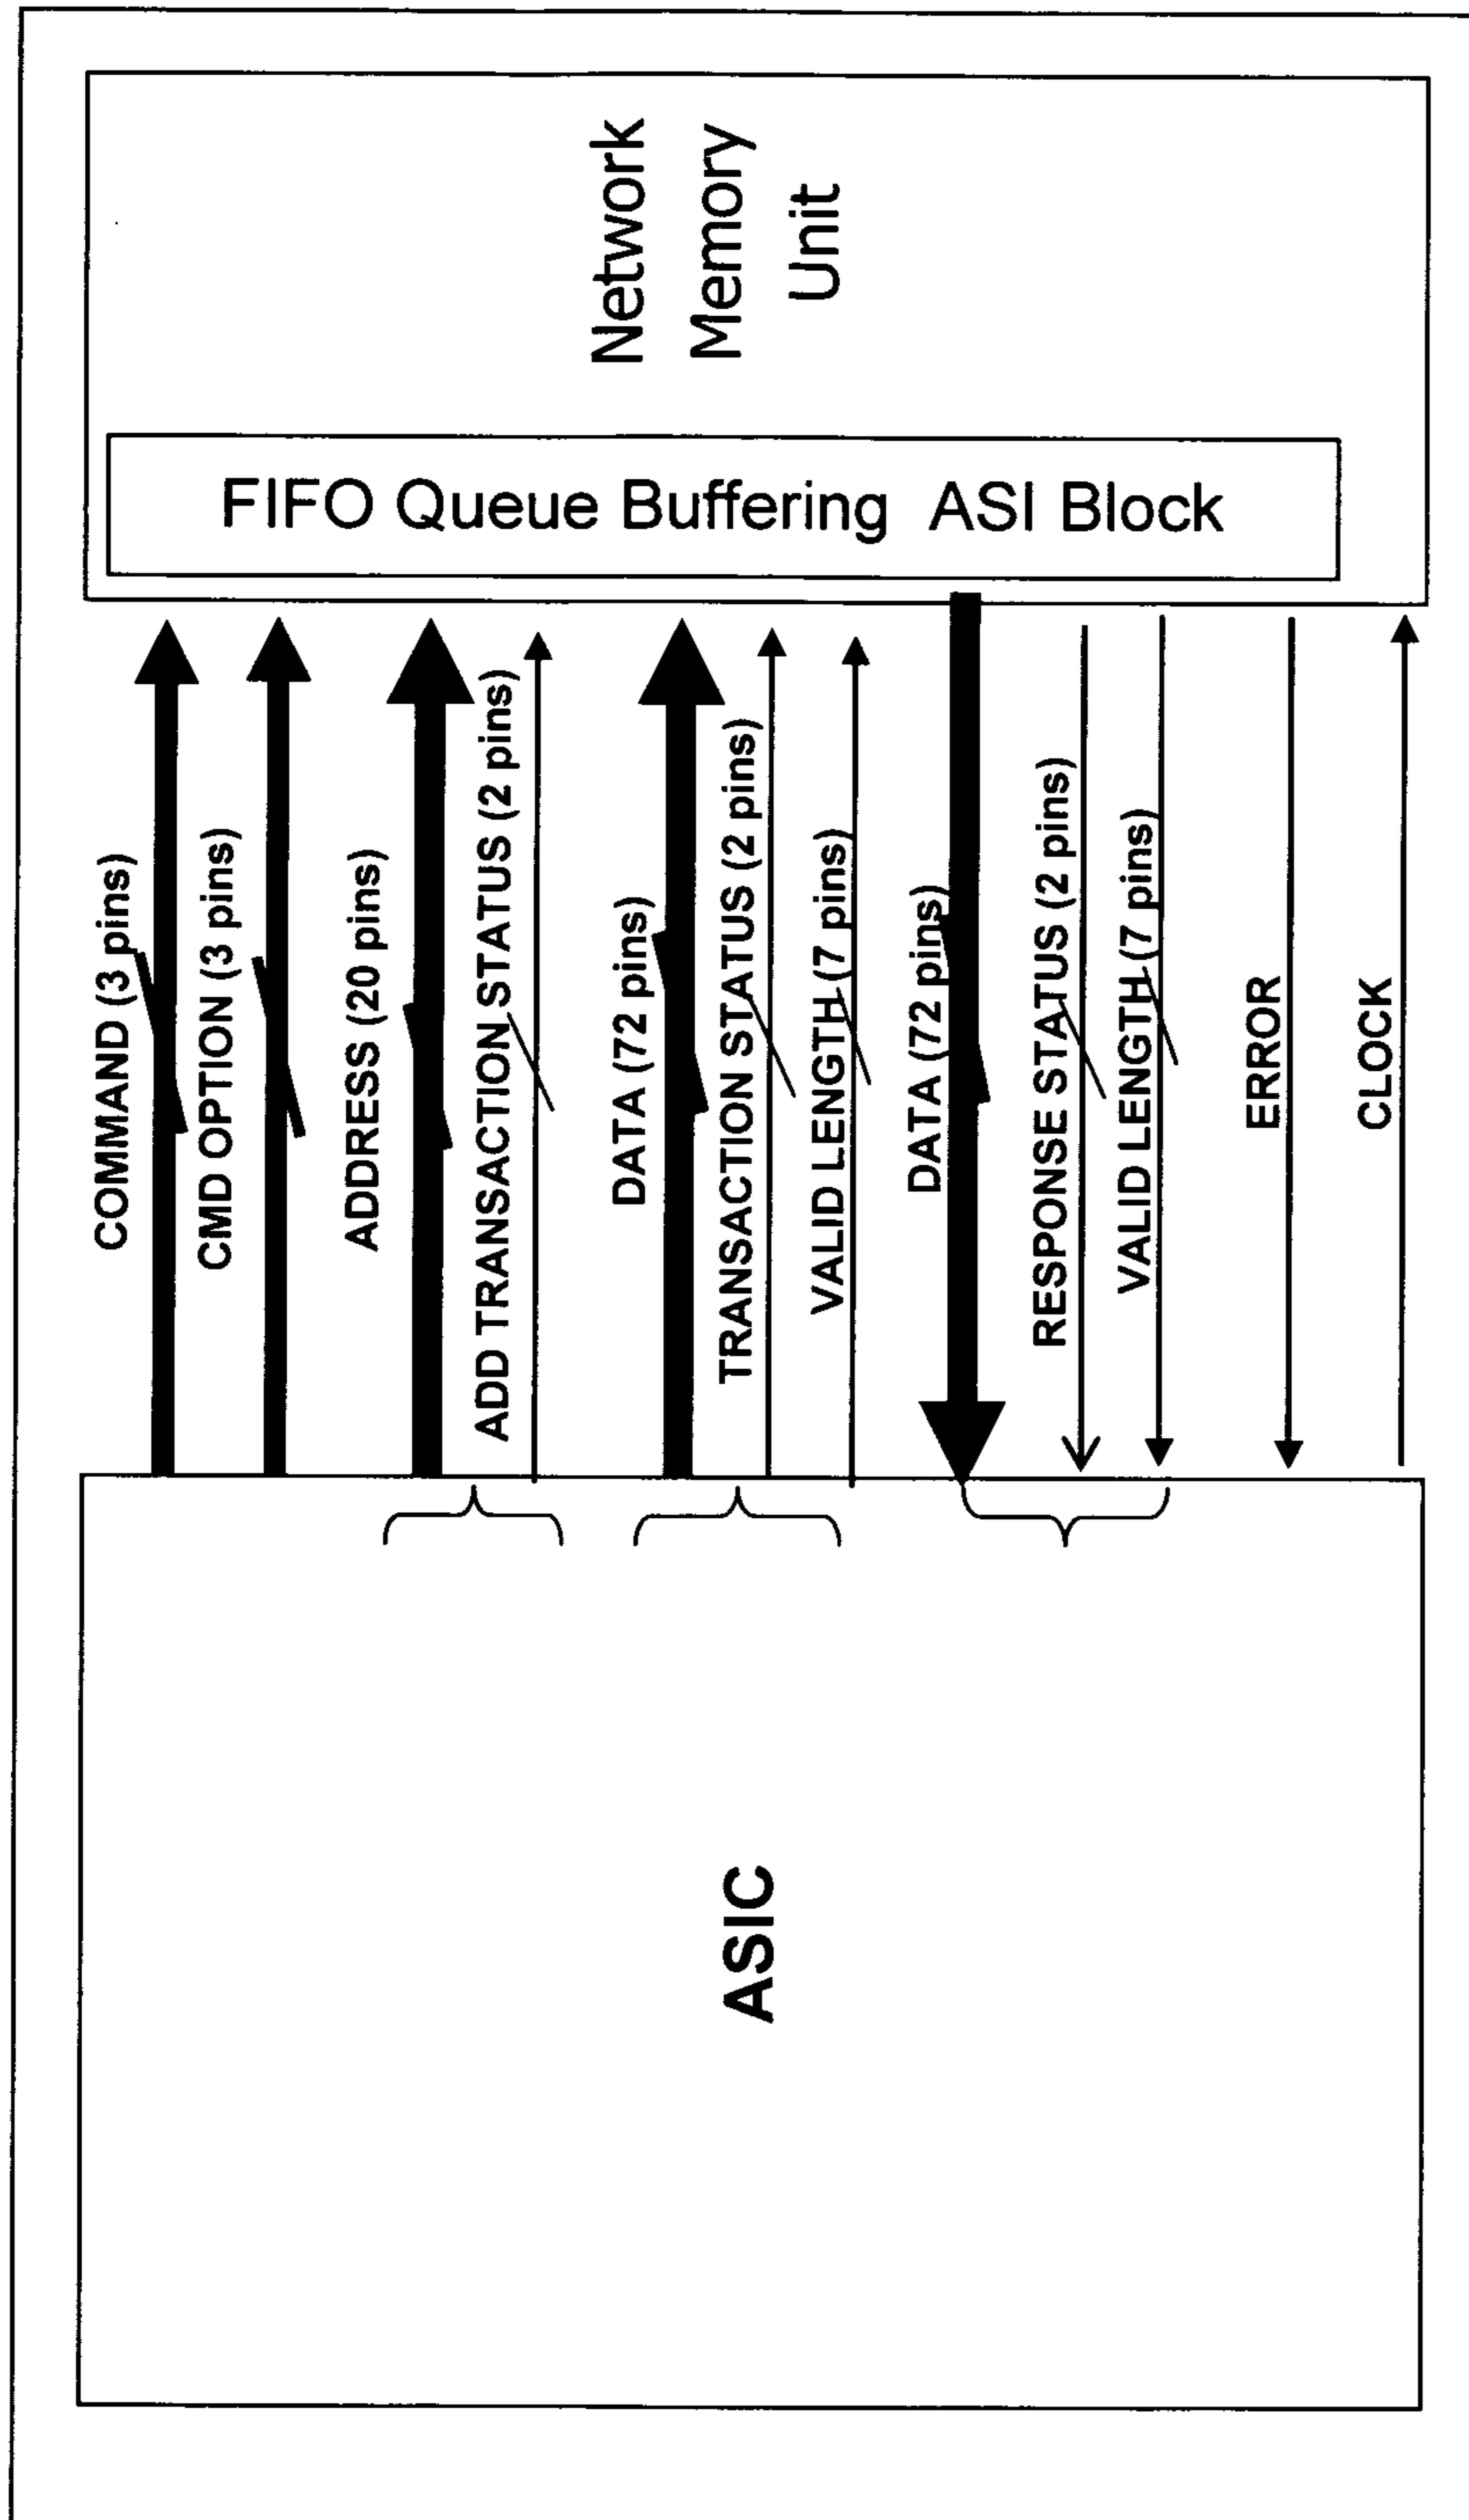 Network
Memory
Unit
FIFO Queue Buffering ASI Block
COMMAND (3 pins)
CMD OPTION (3 pins)
ADDRESS (20 pins)
ADD TRANSACTION STATUS (2 pins)
DATA (72 pins)
TRANSACTION STATUS (2 pins)
VALID LENGTH (7 pins)
DATA (72 pins)
RESPONSE STATUS (2 pins)
VALID LENGTH (7 pins)
ERROR
CLOCK
ASIC